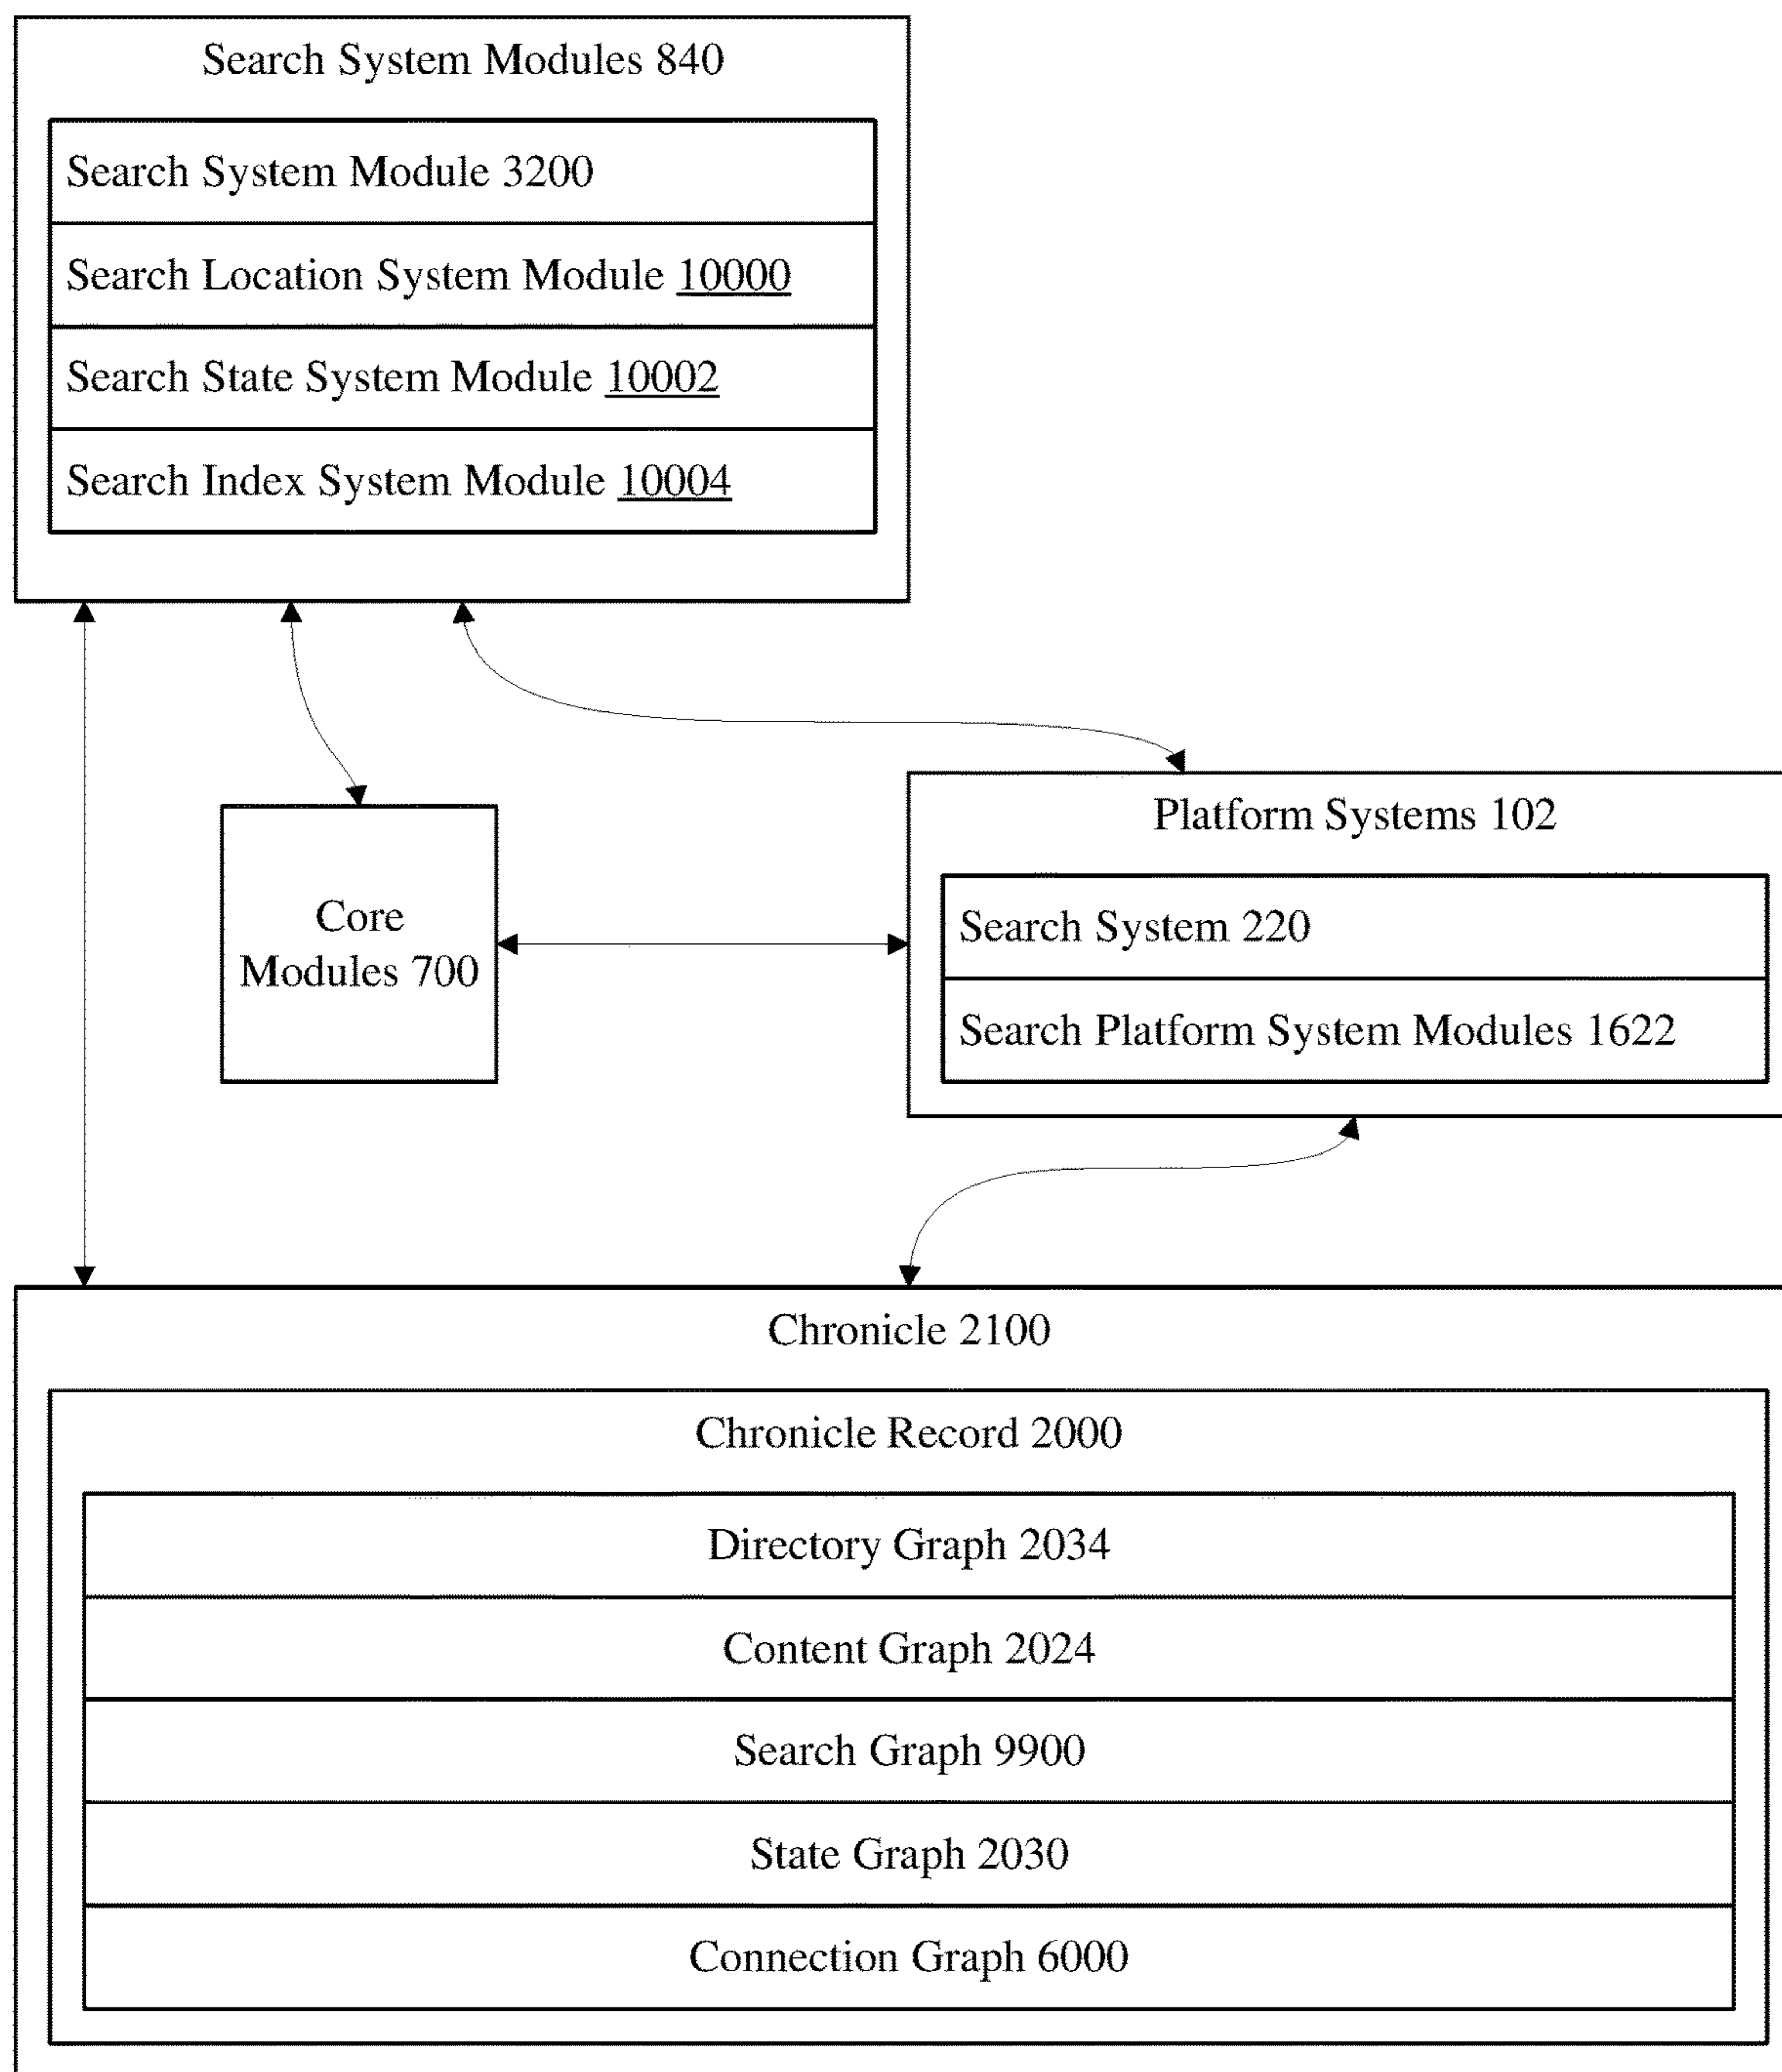 Search System Modules 840
Search System Module 3200
Search Location System Module 10000
Search State System Module 10002
Search Index System Module 10004
Core
Modules 700
Platform Systems 102
Search System 220
Search Platform System Modules 1622
Chronicle 2100
Chronicle Record 2000
Directory Graph 2034
Content Graph 2024
Search Graph 9900
State Graph 2030
Connection Graph 6000